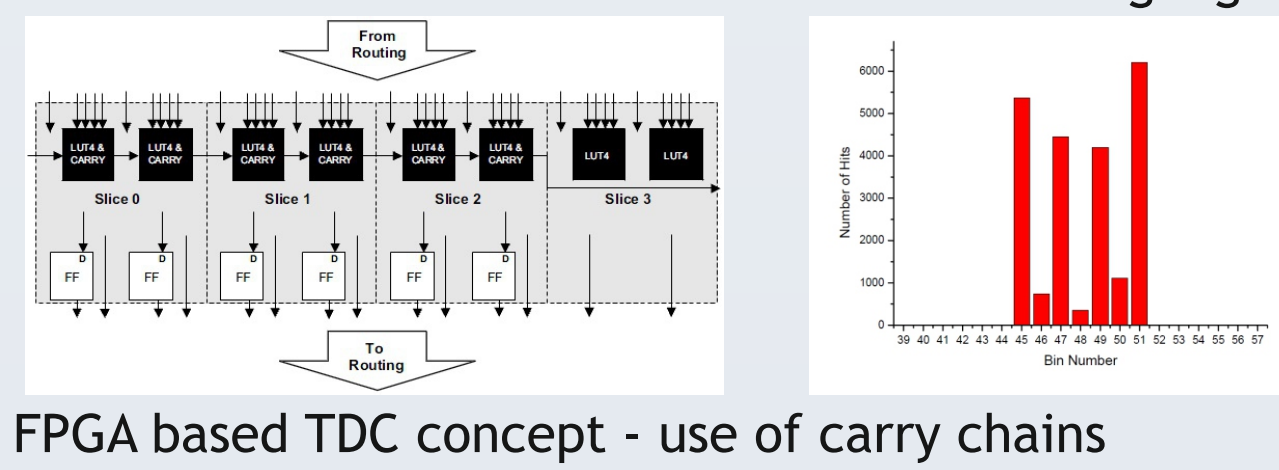 From
Routing
LUT4 &
CARRY
LUT4 &
CARRY
LUT4 &
CARRY
LUT4 &
CARRY
LUT4 &
CARRY
LUT4 &
CARRY
LUT4
LUT4
Slice 0
Slice 1
Slice 2
Slice 3
D
FF
D
FF
D
FF
D
FF
D
FF
D
FF
To
Routing
Number of Hits
6000
5000
4000
3000
2000
1000
0
39 40 41 42 43 44 45 46 47 48 49 50 51 52 53 54 55 56 57
Bin Number
FPGA based TDC concept - use of carry chains